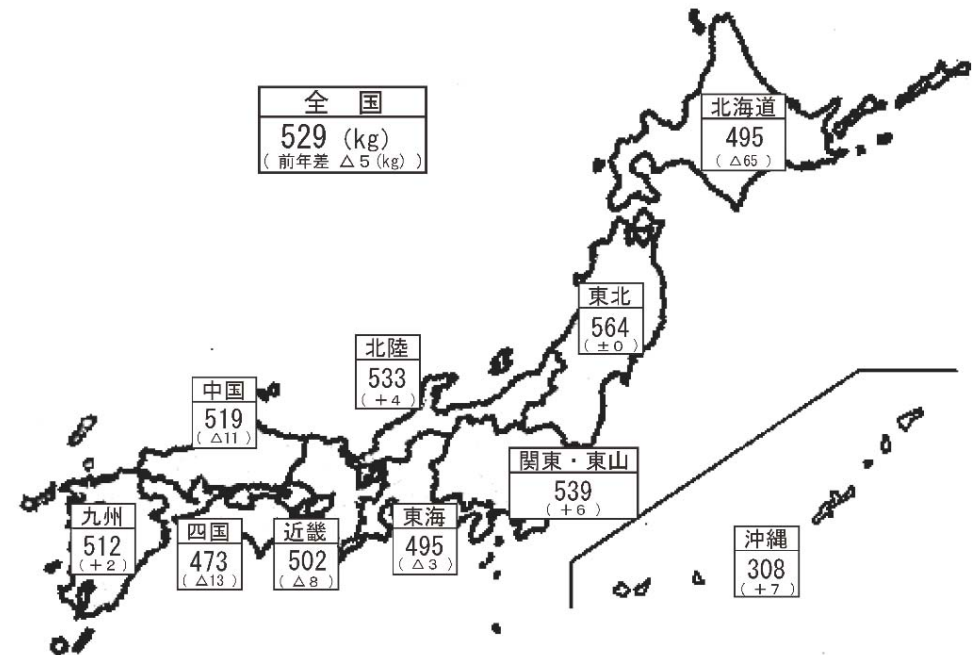 全 国
529 (kg)
( 前年差 △5(kg) )
北海道
495
( △65 )
東北
564
( ±0 )
北陸
533
( +4 )
中国
519
( △11 )
関東・東山
539
( +6 )
九州
512
( +2 )
四国
473
( △13 )
近畿
502
( △8 )
東海
495
( △3 )
沖縄
308
( +7 )